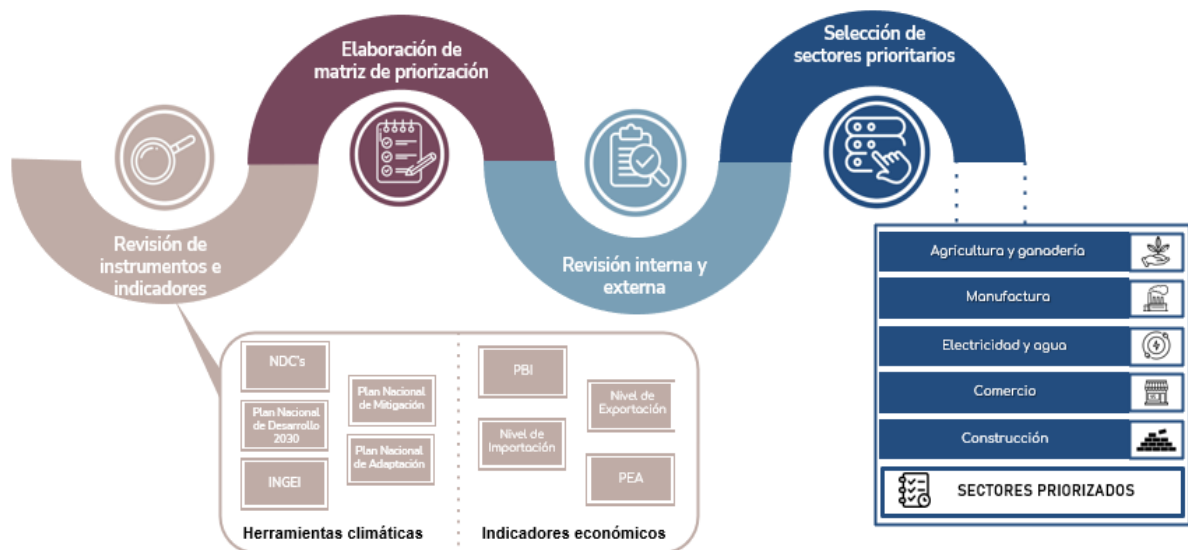 Revisión de
instrumentos e
indicadores
Elaboración de
matriz de priorización
Revisión interna y
externa
Selección de
sectores prioritarios
NDC's
Plan Nacional
de Desarrollo
2030
INGEI
Plan Nacional
de Mitigación
Plan Nacional
de Adaptación
Herramientas climáticas
PBI
Nivel de
Importación
Nivel de
Exportación
PEA
Indicadores económicos
Agricultura y ganadería
Manufactura
Electricidad y agua
Comercio
Construcción
SECTORES PRIORIZADOS